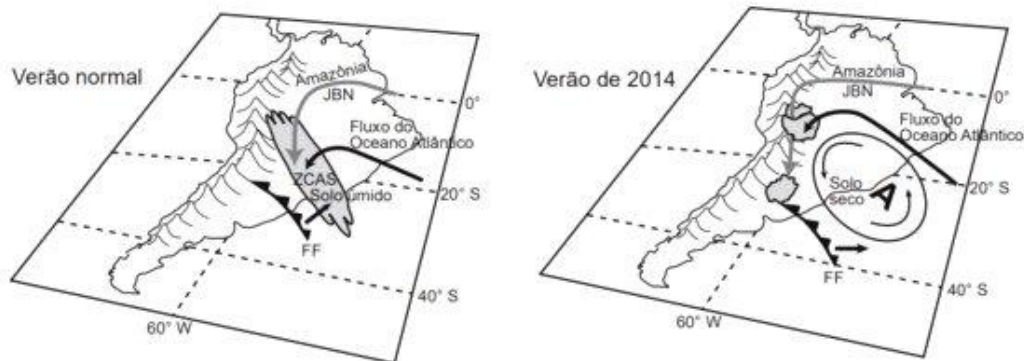 Verão normal
Amazônia
JBN
0°
Fluxo do
Oceano Atlântico
ZCAS
Solo úmido
20° S
FF
40° S
60° W
Verão de 2014
Amazônia
JBN
0°
Fluxo do
Oceano Atlântico
Solo
seco
A
20° S
FF
40° S
60° W